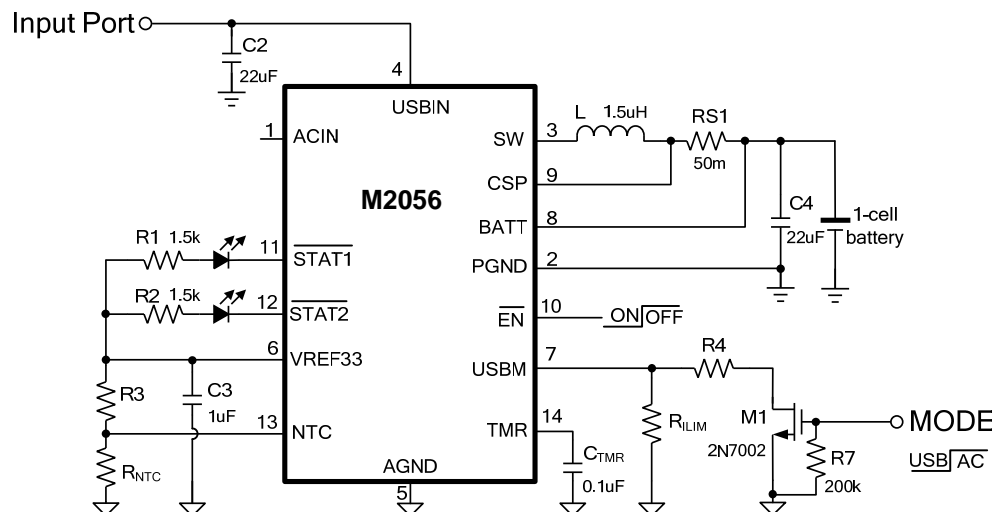 Input Port
C2
22uF
4
USBIN
1
ACIN
M2056
SW
3
L
1.5uH
RS1
50m
CSP
9
BATT
8
C4
22uF
1-cell
battery
PGND
2
R1
1.5k
11
STAT1
R2
1.5k
12
STAT2
EN
10
ON OFF
6
VREF33
USBM
7
R4
R3
C3
1uF
13
NTC
TMR
14
RILIM
M1
2N7002
MODE
USB AC
R7
200k
RNTC
CTMR
0.1uF
AGND
5